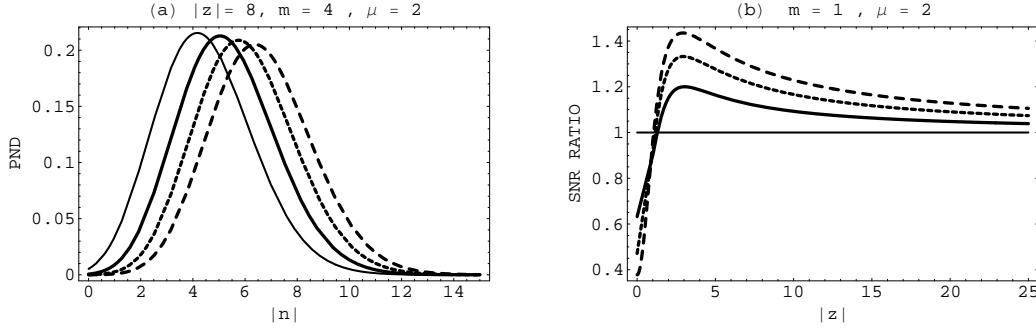 (a) |z|= 8, m = 4 , μ = 2
0.2
0.15
0.1
0.05
0
PND
0 2 4 6 8 10 12 14
|n|
(b) m = 1 , μ = 2
1.4
1.2
1
0.8
0.6
0.4
SNR RATIO
0 5 10 15 20 25
|z|